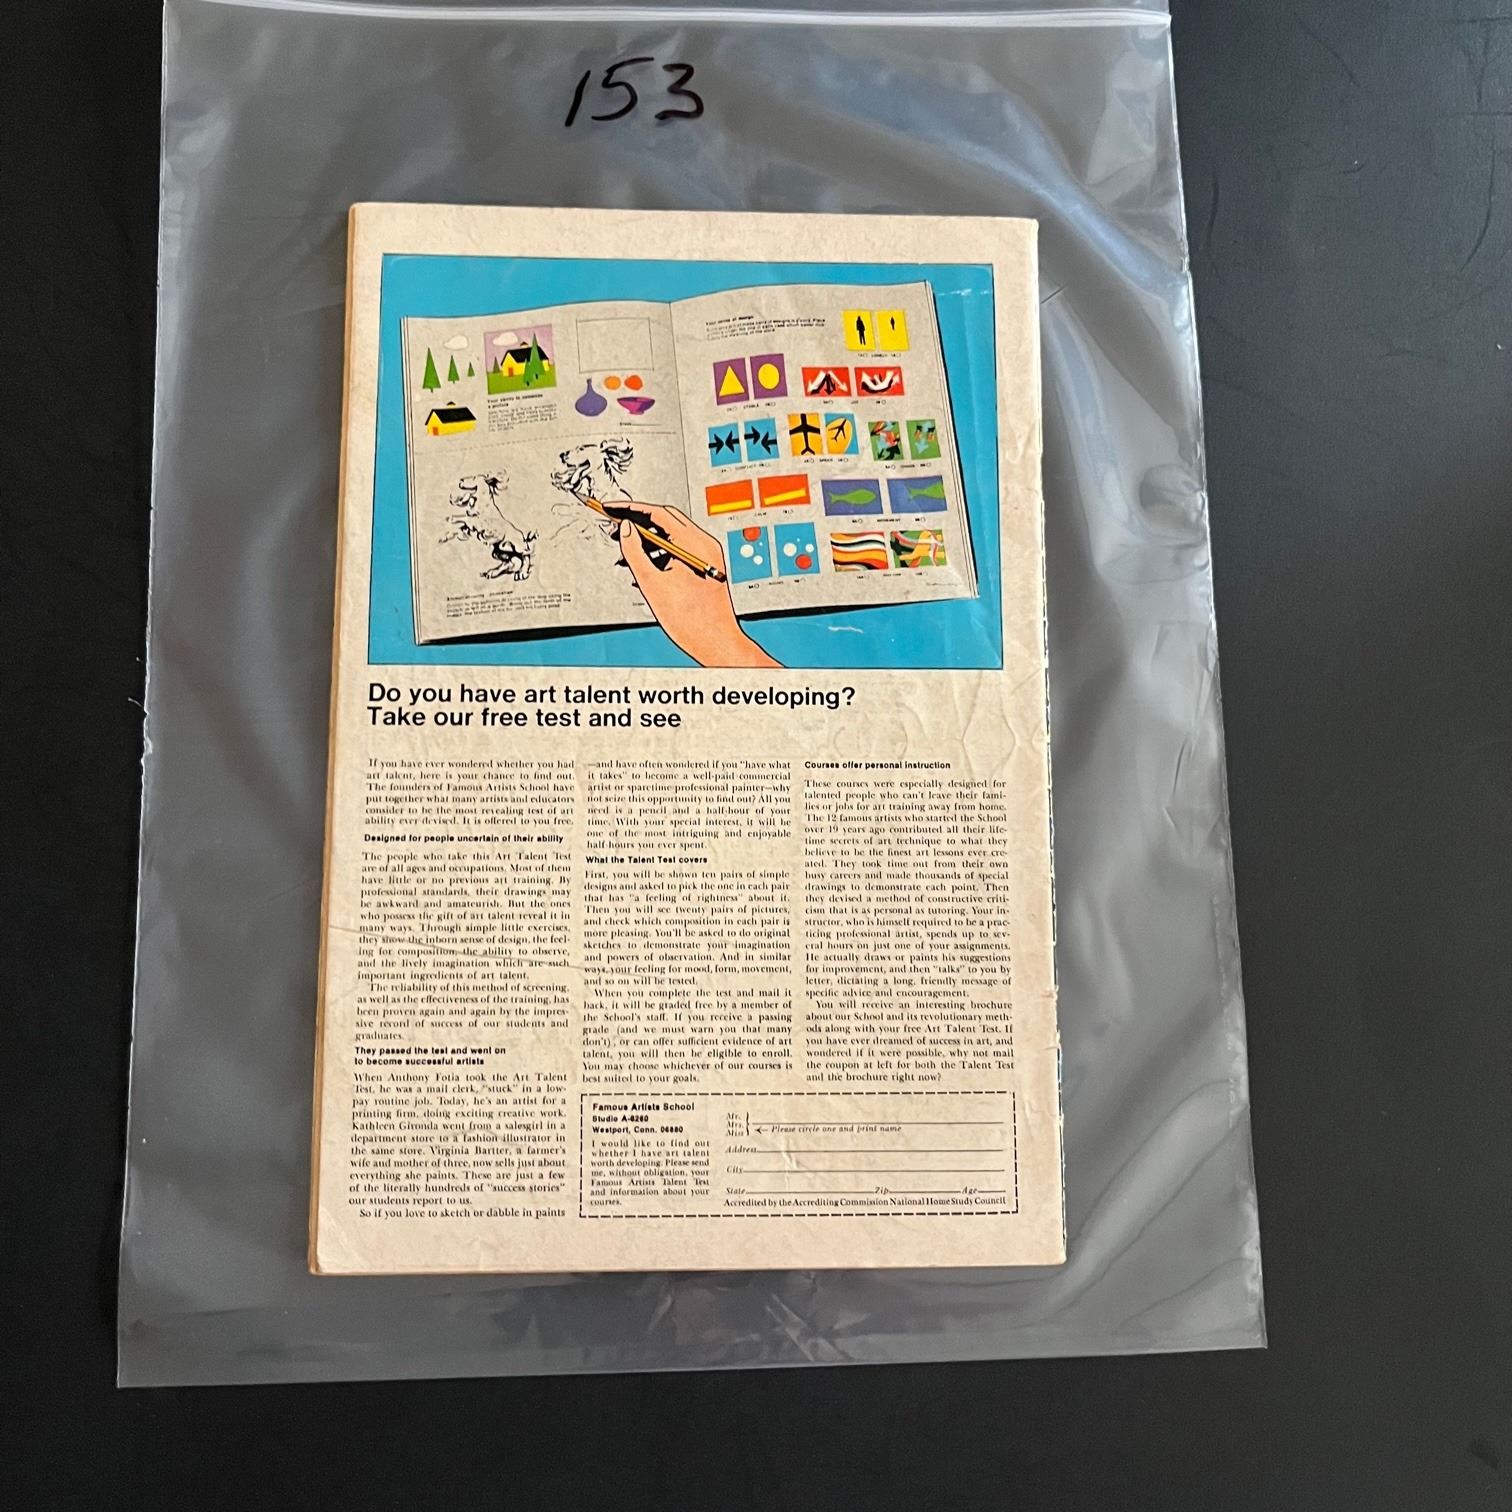 153
Do you have art talent worth developing?
Take our free test and see
If you have ever wondered whether you had
art talent, here is your chance to find out.
The founders of Famous Artists School have
put together what many artists and educators
consider to be the most revealing test of art
ability ever devised. It is offered to you free.
Designed for people uncertain of their ability
The people who take this Art Talent Test
are of all ages and occupations. Most of them
have little or no previous art training. By
professional standards, their drawings may
be awkward and amateurish. But the ones
who possess the gift of art talent reveal it in
many ways. Through simple little exercises,
they show the inborn sense of design, the feel-
ing for composition, the ability to observe,
and the lively imagination which are such
important ingredients of art talent.
The reliability of this method of screening,
as well as the effectiveness of the training, has
been proven again and again by the impres-
sive record of success of our students and
graduates.
They passed the test and went on
to become successful artists
When Anthony Fotia took the Art Talent
Test, he was a mail clerk, "stuck" in a low-
pay routine job. Today, he's an artist for a
printing firm, doing exciting creative work.
Kathleen Gironda went from a salesgirl in a
department store to a fashion illustrator in
the same store. Virginia Bartter, a farmer's
wife and mother of three, now sells just about
everything she paints. These are just a few
of the literally hundreds of "success stories"
our students report to us.
So if you love to sketch or dabble in paints
—and have often wondered if you "have what
it takes" to become a well-paid commercial
artist or sparetime professional painter—why
not seize this opportunity to find out? All you
need is a pencil and a half-hour of your
time. With your special interest, it will be
one of the most intriguing and enjoyable
half-hours you ever spent.
What the Talent Test covers
First, you will be shown ten pairs of simple
designs and asked to pick the one in each pair
that has "a feeling of rightness" about it.
Then you will see twenty pairs of pictures,
and check which composition in each pair is
more pleasing. You'll be asked to do original
sketches to demonstrate your imagination
and powers of observation. And in similar
ways, your feeling for mood, form, movement,
and so on will be tested.
When you complete the test and mail it
back, it will be graded free by a member of
the School's staff. If you receive a passing
grade (and we must warn you that many
don't), or can offer sufficient evidence of art
talent, you will then be eligible to enroll.
You may choose whichever of our courses is
best suited to your goals.
Courses offer personal instruction
These courses were especially designed for
talented people who can't leave their fami-
lies or jobs for art training away from home.
The 12 famous artists who started the School
over 19 years ago contributed all their life-
time secrets of art technique to what they
believe to be the finest art lessons ever cre-
ated. They took time out from their own
busy careers and made thousands of special
drawings to demonstrate each point. Then
they devised a method of constructive criti-
cism that is as personal as tutoring. Your in-
structor, who is himself required to be a prac-
ticing professional artist, spends up to sev-
eral hours on just one of your assignments.
He actually draws or paints his suggestions
for improvement, and then "talks" to you by
letter, dictating a long, friendly message of
specific advice and encouragement.
You will receive an interesting brochure
about our School and its revolutionary meth-
ods along with your free Art Talent Test. If
you have ever dreamed of success in art, and
wondered if it were possible, why not mail
the coupon at left for both the Talent Test
and the brochure right now?
Famous Artists School
Studio A-8260
Westport, Conn. 06880
I would like to find out
whether I have art talent
worth developing. Please send
me, without obligation, your
Famous Artists Talent Test
and information about your
courses.
Mr.
Mrs.
Miss
Please circle one and print name
Address
City
State Zip Age
Accredited by the Accrediting Commission National Home Study Council